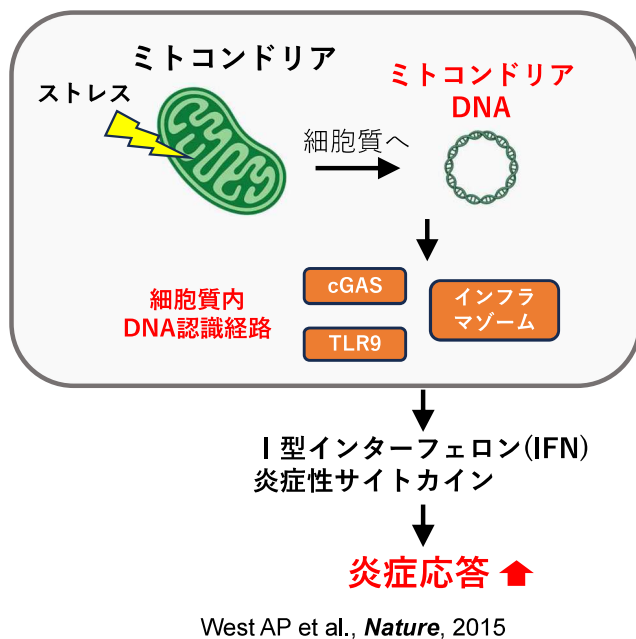 ミトコンドリア
ストレス
ミトコンドリア
DNA
細胞質へ
細胞質内
DNA認識経路
cGAS
TLR9
インフラ
マゾーム
Ⅰ型インターフェロン(IFN)
炎症性サイトカイン
炎症応答
West AP et al., Nature, 2015